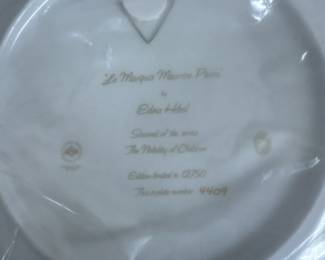 "Le Marquis Maurice Pierre"
by
Edna Hibel
Second of the series
The Nobility of Children
Edition limited to 12,750
This is plate number 4409